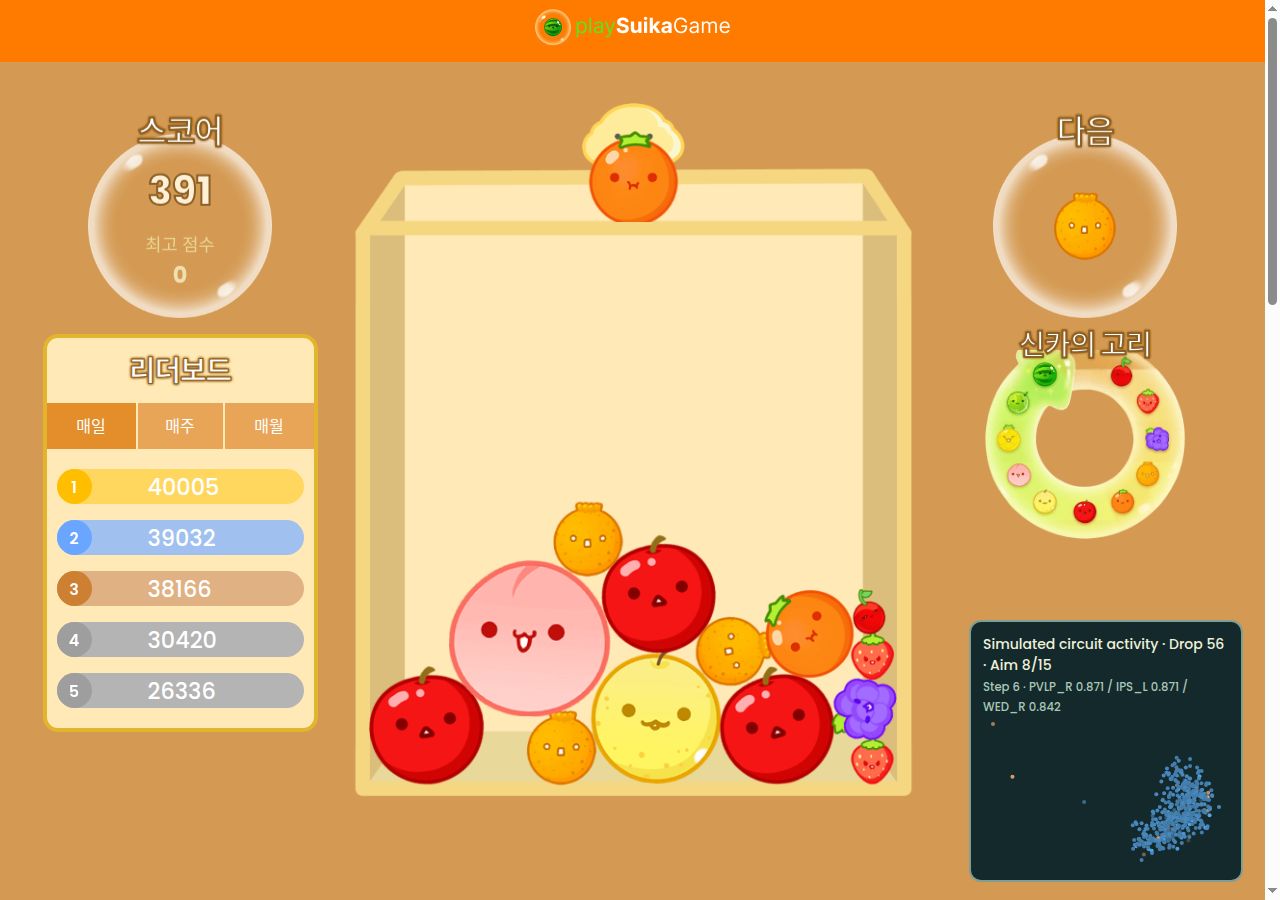 playSuikaGame
스코어
391
최고 점수
0
리더보드
매일 매주 매월
1 40005
2 39032
3 38166
4 30420
5 26336
다음
신카의 고리
Simulated circuit activity · Drop 56
· Aim 8/15
Step 6 · PVLP_R 0.871 / IPS_L 0.871 /
WED_R 0.842